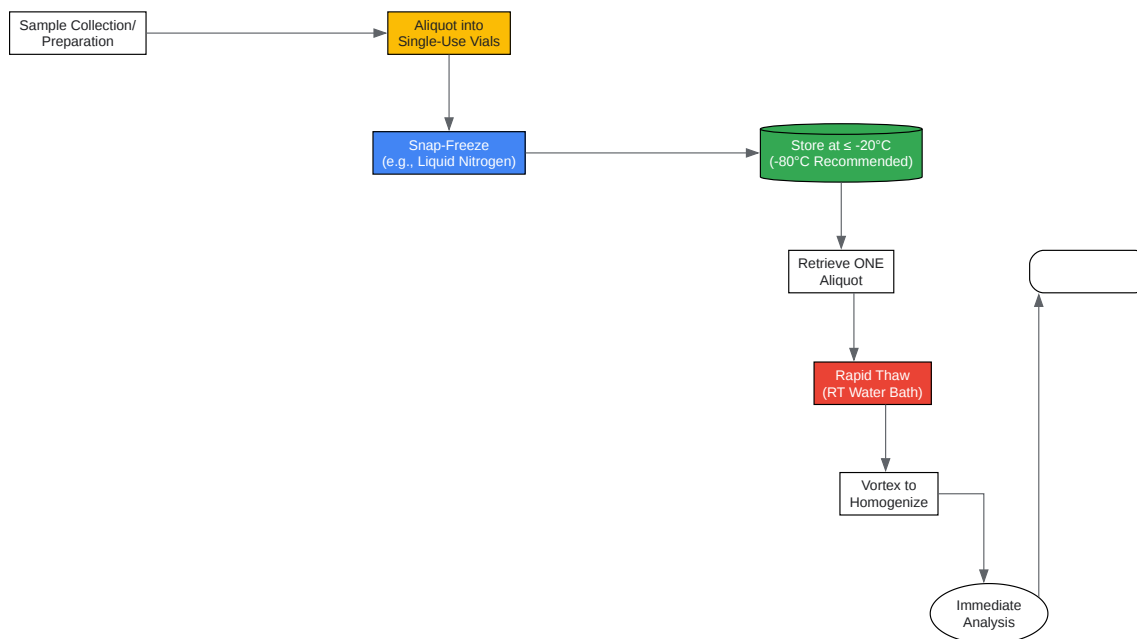 Sample Collection/
Preparation
Aliquot into
Single-Use Vials
Snap-Freeze
(e.g., Liquid Nitrogen)
Store at ≤ -20°C
(-80°C Recommended)
Retrieve ONE
Aliquot
Rapid Thaw
(RT Water Bath)
Vortex to
Homogenize
Immediate
Analysis